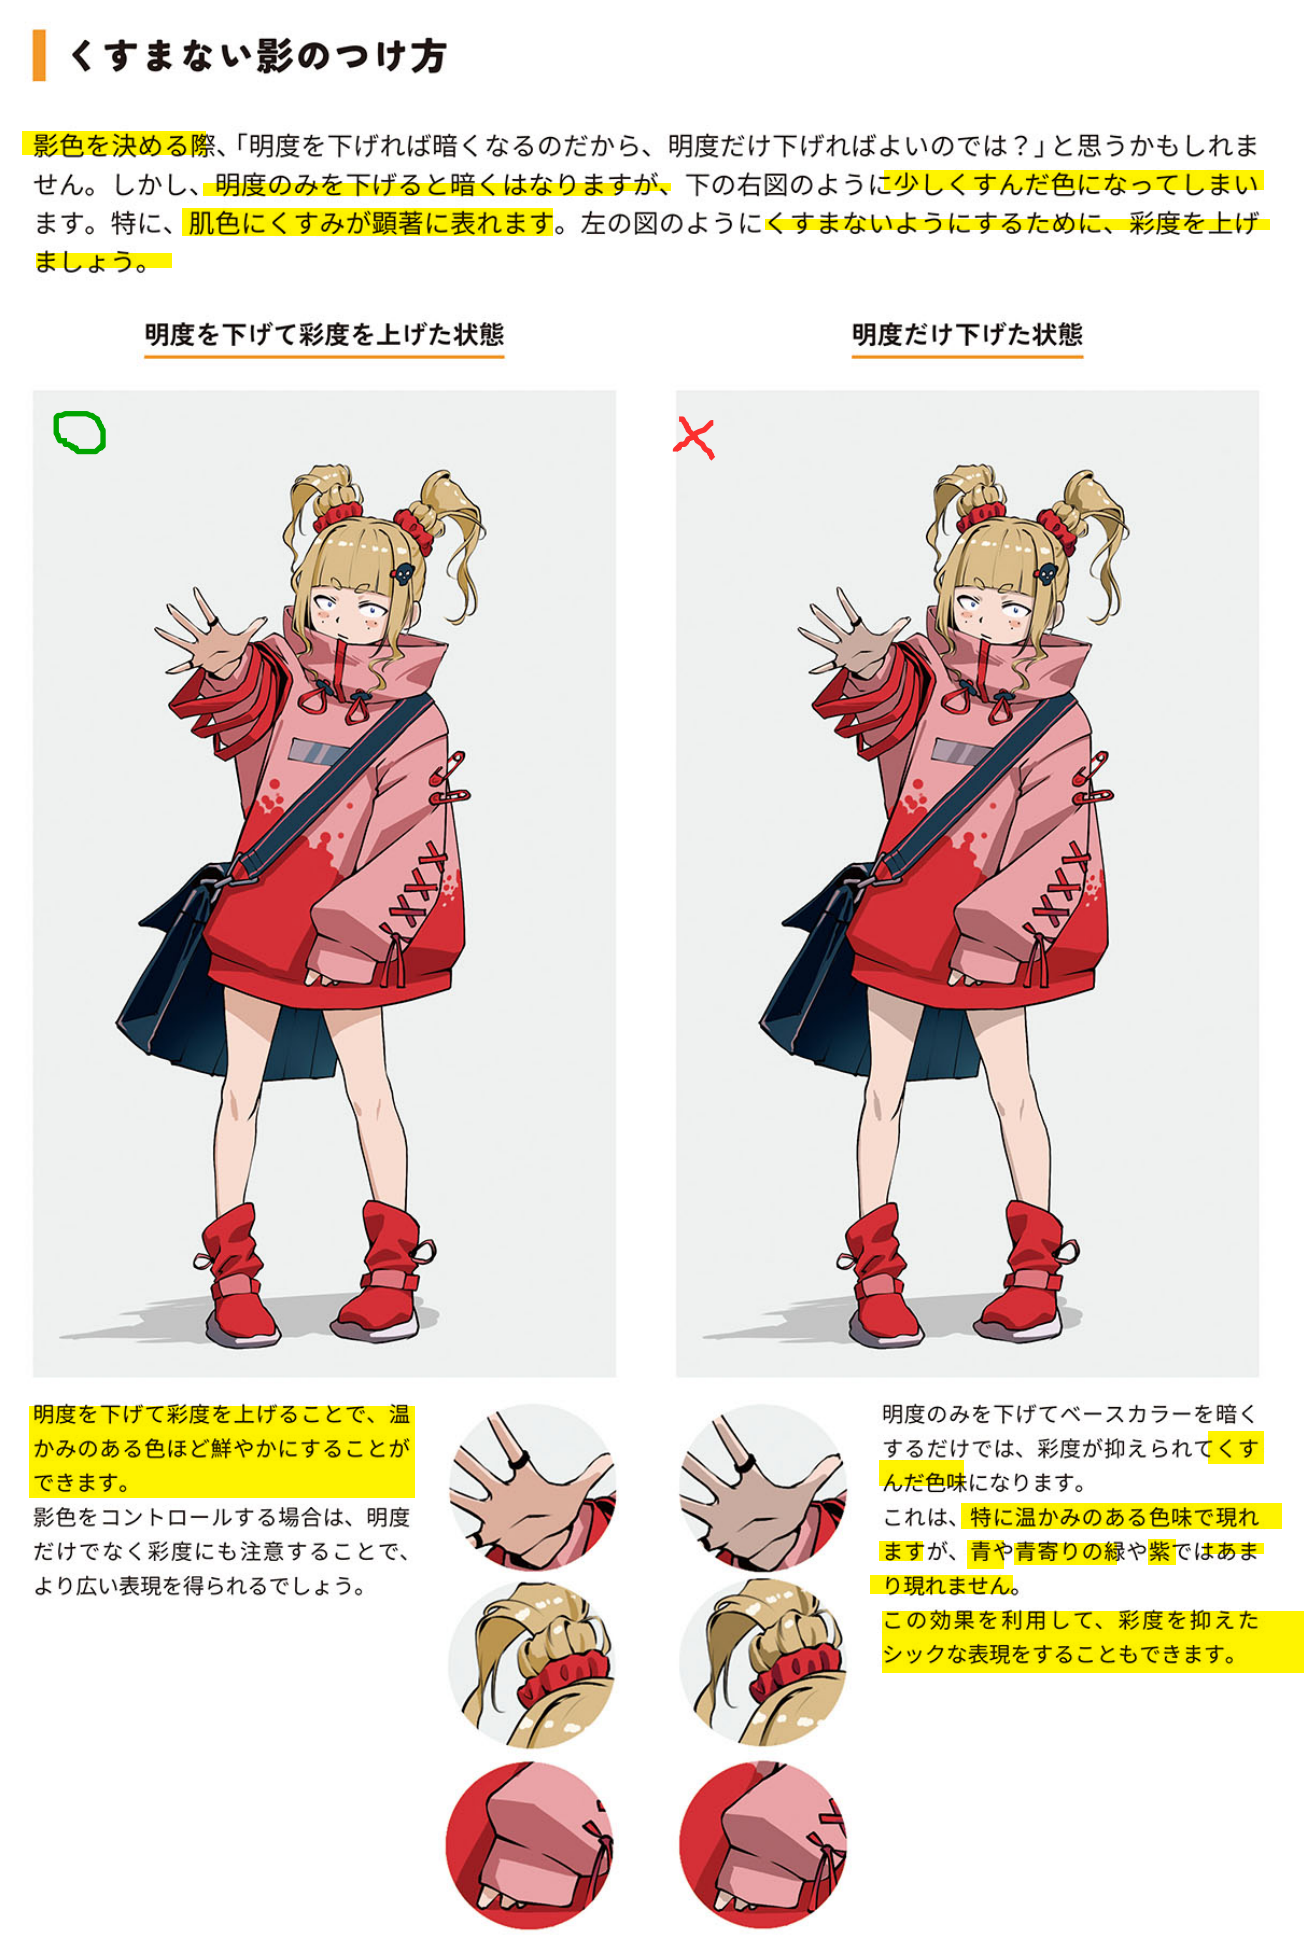 くすまない影のつけ方
影色を決める際、「明度を下げれば暗くなるのだから、明度だけ下げればよいのでは？」と思うかもしれま
せん。しかし、明度のみを下げると暗くはなりますが、下の右図のように少しくすんだ色になってしまい
ます。特に、肌色にくすみが顕著に表れます。左の図のようにくすまないようにするために、彩度を上げ
ましょう。
明度を下げて彩度を上げた状態
明度だけ下げた状態
明度を下げて彩度を上げることで、温
かみのある色ほど鮮やかにすることが
できます。
影色をコントロールする場合は、明度
だけでなく彩度にも注意することで、
より広い表現を得られるでしょう。
明度のみを下げてベースカラーを暗く
するだけでは、彩度が抑えられてくす
んだ色味になります。
これは、特に温かみのある色味で現れ
ますが、青や青寄りの緑や紫ではあま
り現れません。
この効果を利用して、彩度を抑えた
シックな表現をすることもできます。